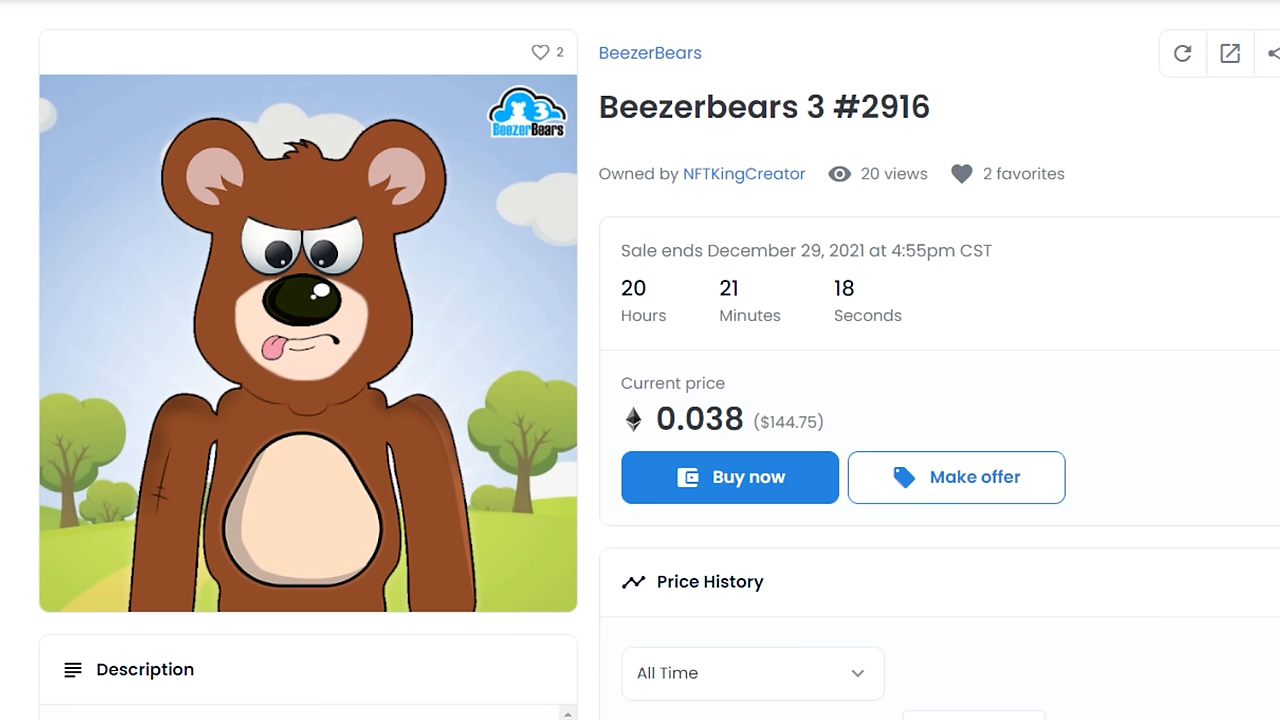 2
3
BeezerBears
BeezerBears
Beezerbears 3 #2916
Owned by NFTKingCreator 20 views 2 favorites
Sale ends December 29, 2021 at 4:55pm CST
20 21 18
Hours Minutes Seconds
Current price
0.038 ($144.75)
Buy now Make offer
Price History
All Time
Description